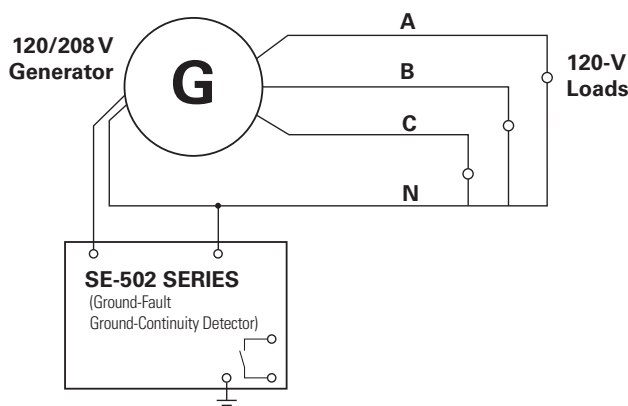 120/208 V
Generator
G
A
B
C
N
120-V
Loads
SE-502 SERIES
(Ground-Fault
Ground-Continuity Detector)